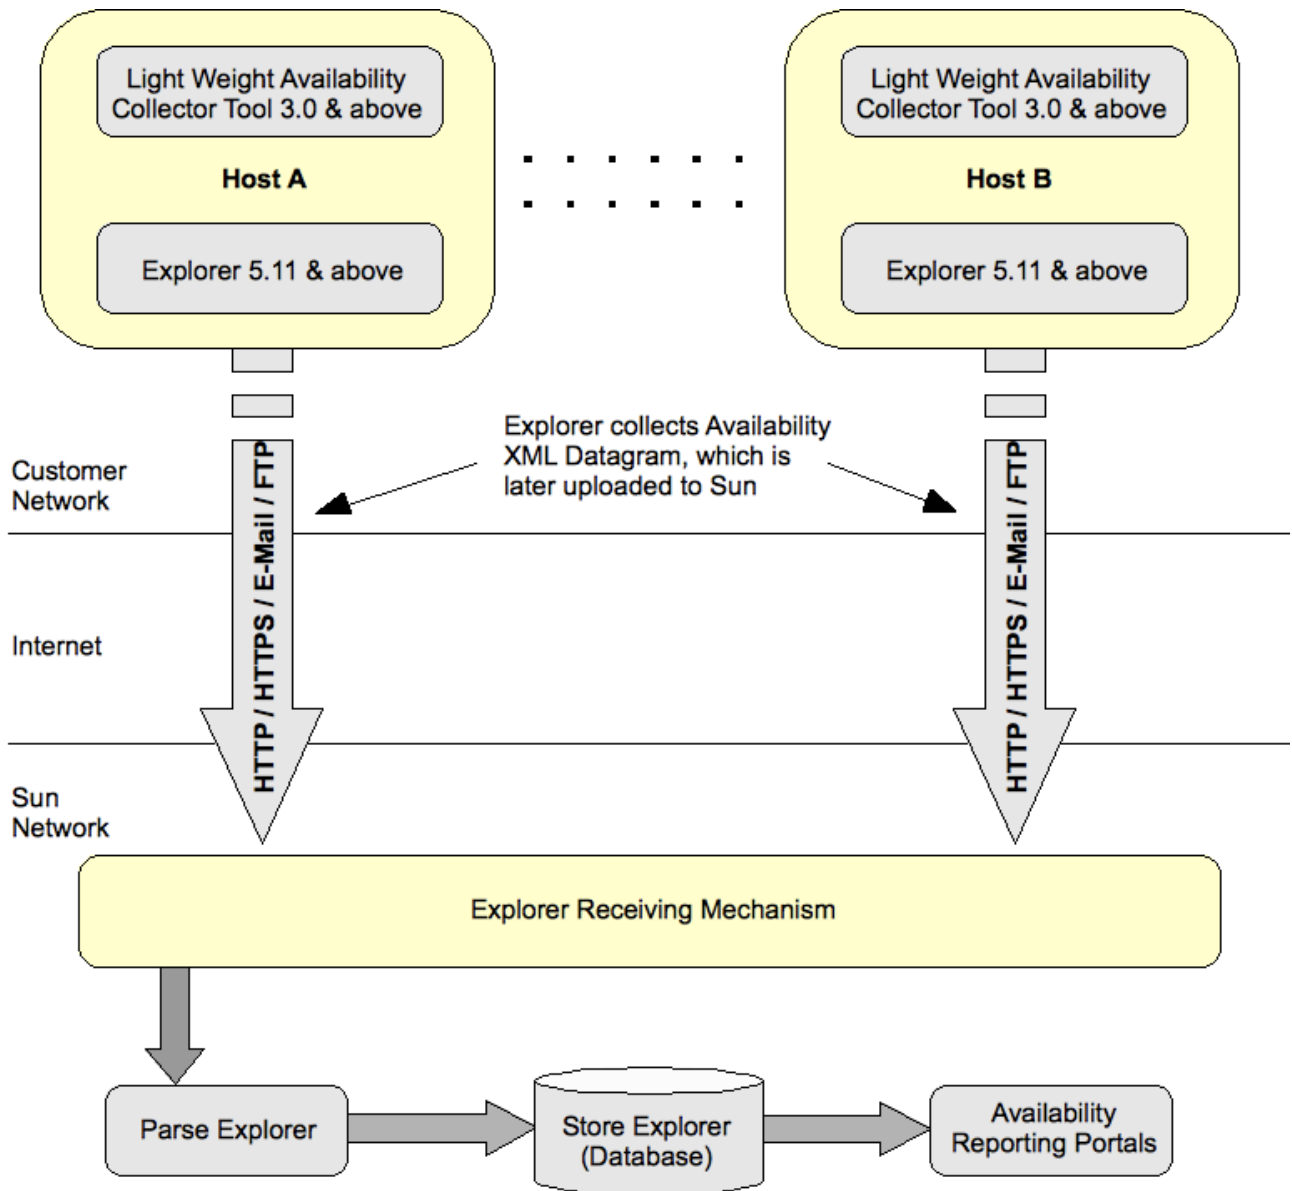 Light Weight Availability
Collector Tool 3.0 & above
Host A
Explorer 5.11 & above
Light Weight Availability
Collector Tool 3.0 & above
Host B
Explorer 5.11 & above
Explorer collects Availability
XML Datagram, which is
later uploaded to Sun
Customer
Network
HTTP / HTTPS / E-Mail / FTP
HTTP / HTTPS / E-Mail / FTP
Internet
Sun
Network
Explorer Receiving Mechanism
Parse Explorer
Store Explorer
(Database)
Availability
Reporting Portals